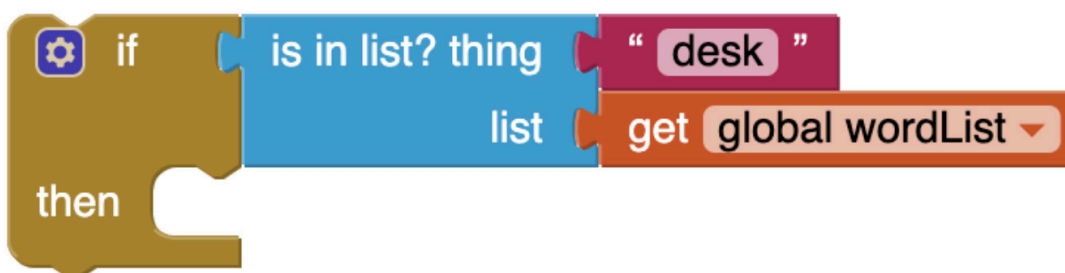 if is in list? thing “ desk ”
list get global wordList
then